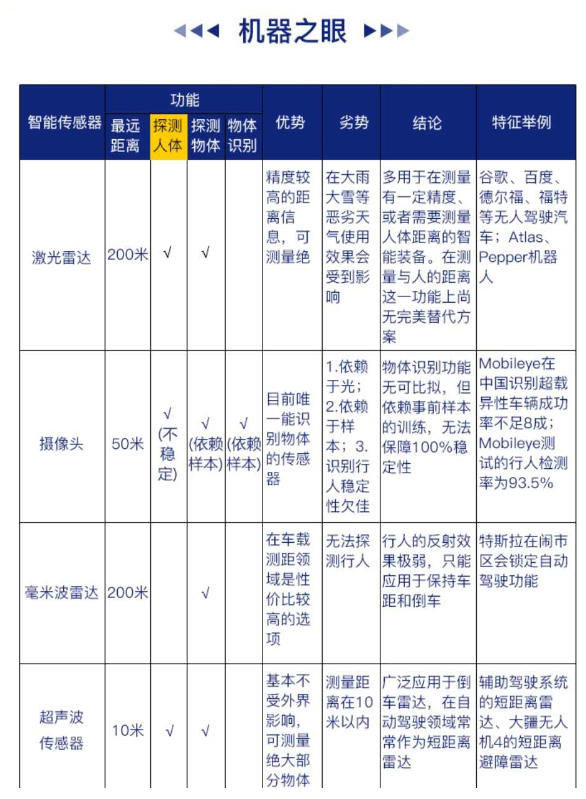 机器之眼
智能传感器
功能
最远
距离
探测
人体
探测
物体
物体
识别
优势
劣势
结论
特征举例
激光雷达
200米
√
√
精度较
高的距
离信
息，可
测量绝
在大雨
大雪等
恶劣天
气使用
效果会
受到影
响
多用于在测量
有一定精度、
或者需要测量
人体距离的智
能装备。在测
量与人的距离
这一功能上尚
无完美替代方
案
谷歌、百度、
德尔福、福特
等无人驾驶汽
车；Atlas、
Pepper机器
人
摄像头
50米
√
(不
稳
定)
√
(依赖
样本)
√
(依赖
样本)
目前唯
一能识
别物体
的传感
器
1.依赖
于光；
2.依赖
于样
本；3.
识别行
人稳定
性欠佳
物体识别功能
无可比拟，但
依赖事前样本
的训练，无法
保障100%稳
定性
Mobileye在
中国识别超载
异性车辆成功
率不足8成；
Mobileye测
试的行人检测
率为93.5%
毫米波雷达
200米
√
在车载
测距领
域是性
价比较
高的选
项
无法探
测行人
行人的反射效
果极弱，只能
应用于保持车
距和倒车
特斯拉在闹市
区会锁定自动
驾驶功能
超声波
传感器
10米
√
√
基本不
受外界
影响，
可测量
绝大部
分物体
测量距
离在10
米以内
广泛应用于倒
车雷达，在自
动驾驶领域常
常作为短距离
雷达
辅助驾驶系统
的短距离雷
达、大疆无人
机4的短距离
避障雷达